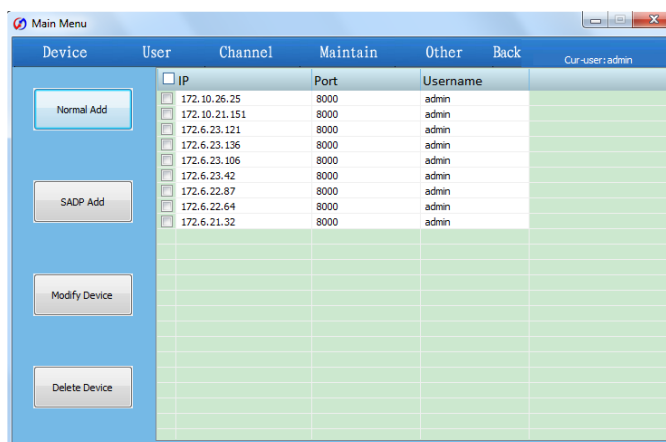 Main Menu
Device User Channel Maintain Other Back Cur-user:admin
IP Port Username
Normal Add
172.10.26.25 8000 admin
172.10.21.151 8000 admin
172.6.23.121 8000 admin
172.6.23.136 8000 admin
172.6.23.106 8000 admin
172.6.23.42 8000 admin
172.6.22.87 8000 admin
172.6.22.64 8000 admin
172.6.21.32 8000 admin
SADP Add
Modify Device
Delete Device